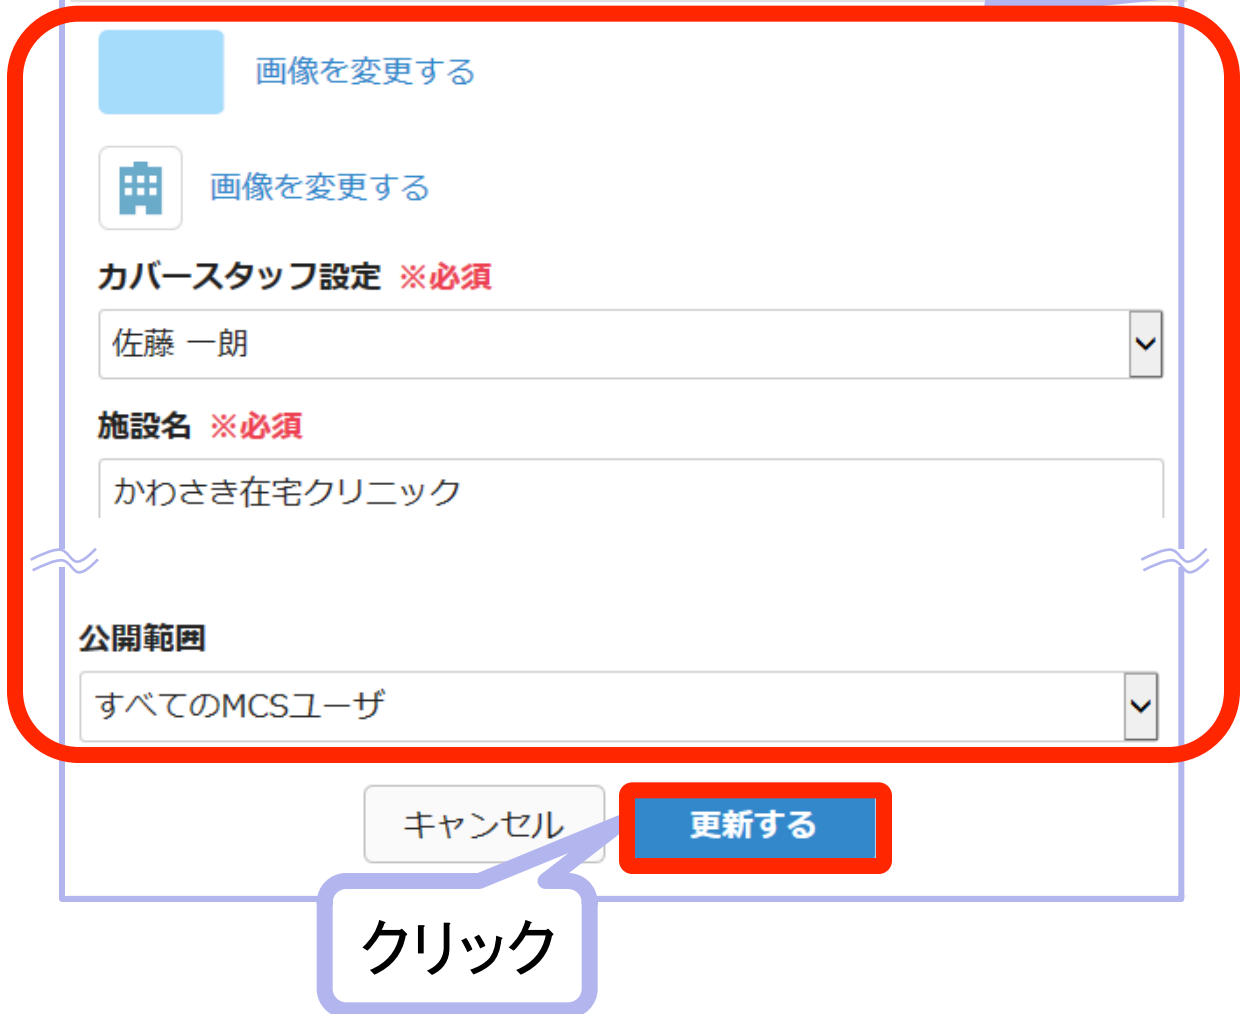 画像を変更する
画像を変更する
カバースタッフ設定 ※必須
佐藤 一朗
施設名 ※必須
かわさき在宅クリニック
公開範囲
すべてのMCSユーザ
キャンセル
更新する
クリック